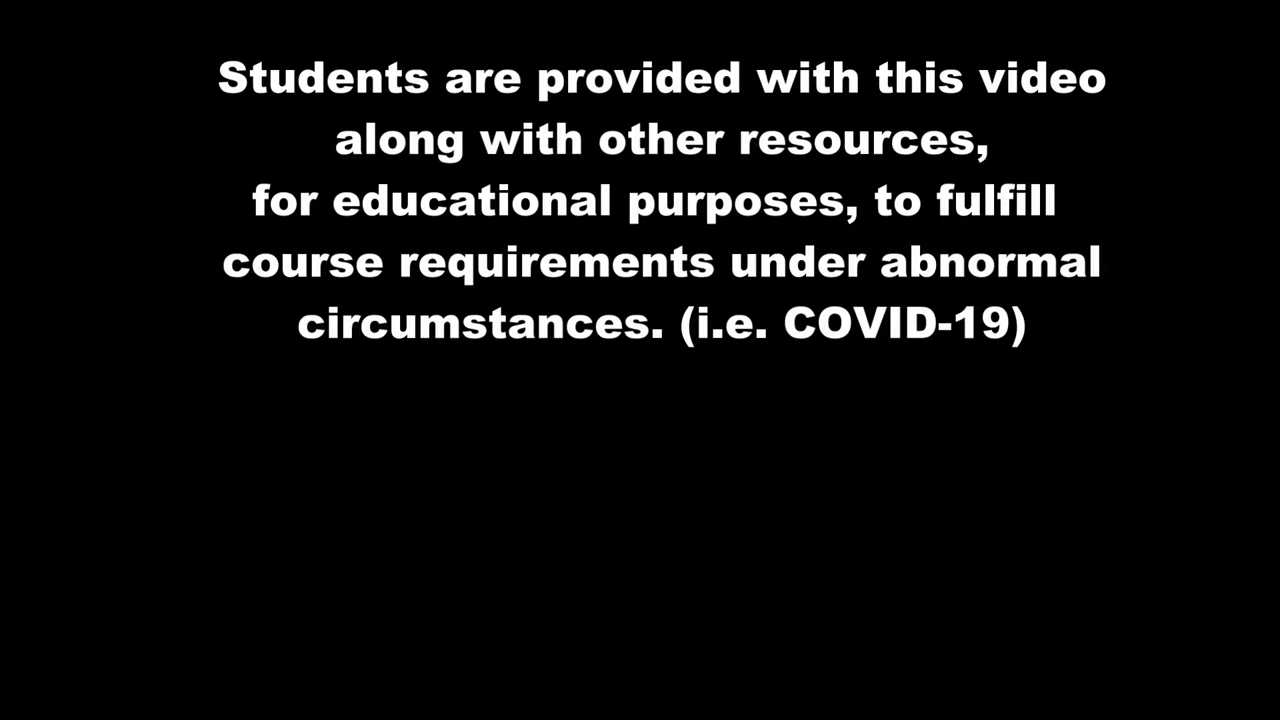 Students are provided with this video
along with other resources,
for educational purposes, to fulfill
course requirements under abnormal
circumstances. (i.e. COVID-19)